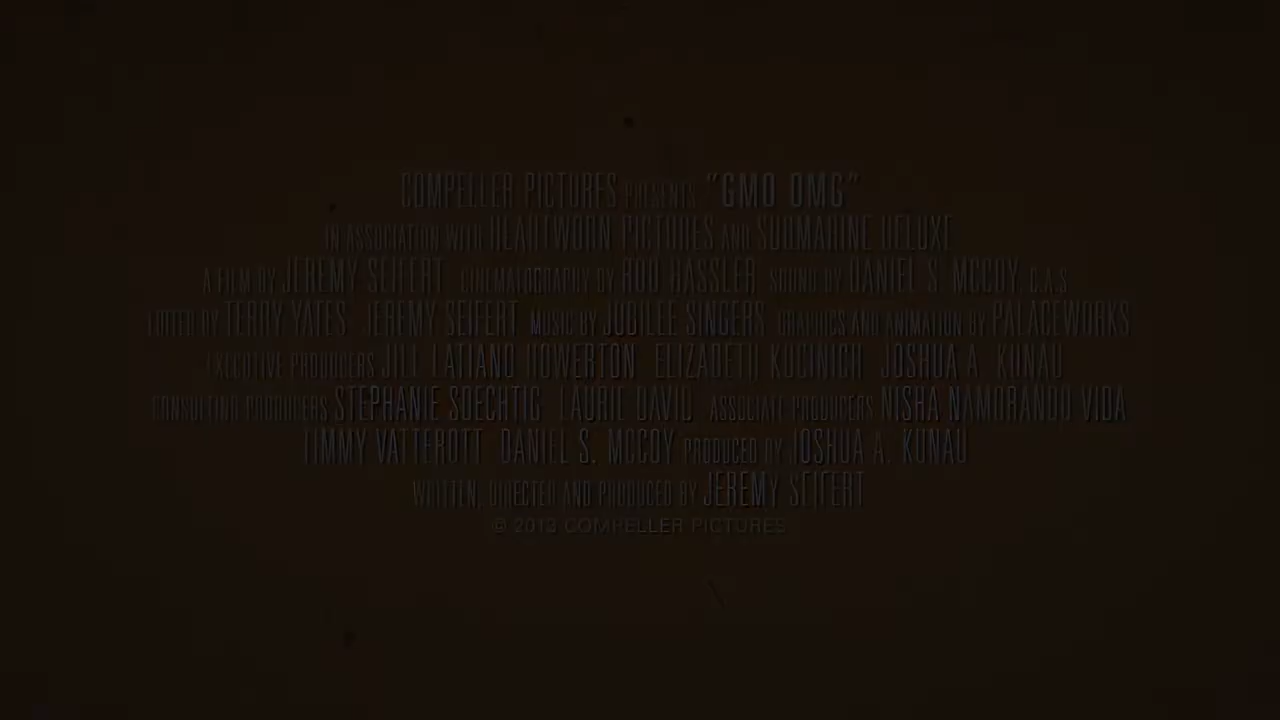 COMPELLER PICTURES PRESENTS "GMO OMG"
IN ASSOCIATION WITH HEARTWORN PICTURES AND SUBMARINE DELUXE
A FILM BY JEREMY SEIFERT CINEMATOGRAPHY BY ROD HASSLER SOUND BY DANIEL S. MCCOY, C.A.S.
EDITED BY TERRY YATES JEREMY SEIFERT MUSIC BY JUBILEE SINGERS GRAPHICS AND ANIMATION BY PALACEWORKS
EXECUTIVE PRODUCERS JILL LATIANO HOWERTON ELIZABETH KUCINICH JOSHUA A. KUNAU
CONSULTING PRODUCERS STEPHANIE SOECHTIG LAURIE DAVID ASSOCIATE PRODUCERS NISHA NAMORANDO VIDA
TIMMY VATTEROTT DANIEL S. MCCOY PRODUCED BY JOSHUA A. KUNAU
WRITTEN, DIRECTED AND PRODUCED BY JEREMY SEIFERT
© 2013 COMPELLER PICTURES